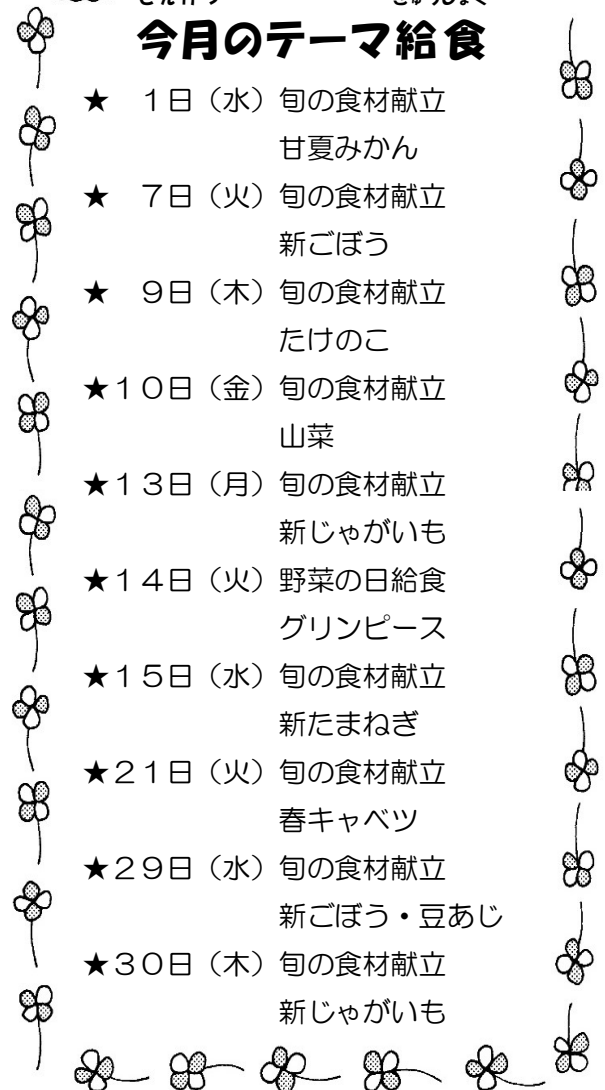 今月のテーマ給食
★　1日（水）旬の食材献立
甘夏みかん
★　7日（火）旬の食材献立
新ごぼう
★　9日（木）旬の食材献立
たけのこ
★10日（金）旬の食材献立
山菜
★13日（月）旬の食材献立
新じゃがいも
★14日（火）野菜の日給食
グリンピース
★15日（水）旬の食材献立
新たまねぎ
★21日（火）旬の食材献立
春キャベツ
★29日（水）旬の食材献立
新ごぼう・豆あじ
★30日（木）旬の食材献立
新じゃがいも